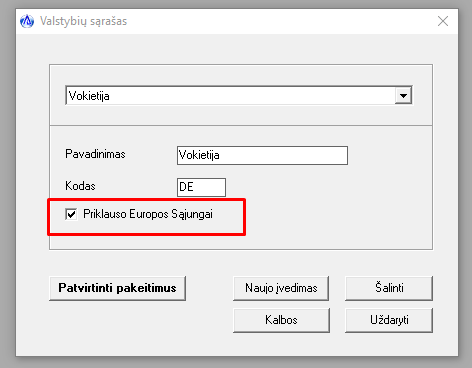 Valstybių sąrašas
Vokietija
Pavadinimas Vokietija
Kodas DE
Priklauso Europos Sąjungai
Patvirtinti pakeitimus Naujo įvedimas Šalinti
Kalbos Uždaryti